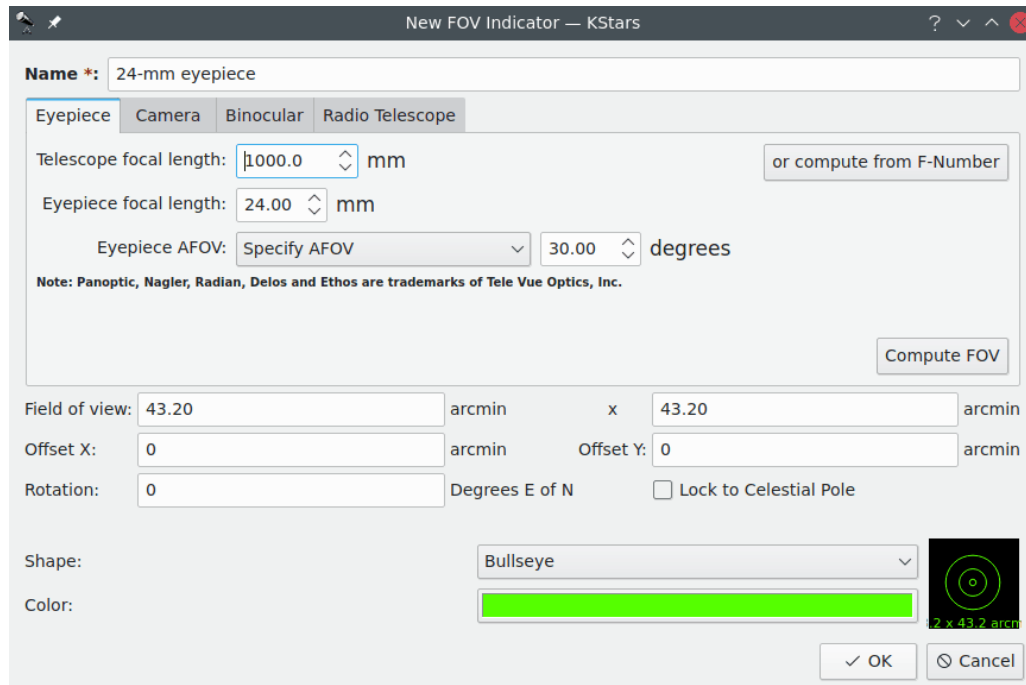 New FOV Indicator — KStars
Name *: 24-mm eyepiece
Eyepiece Camera Binocular Radio Telescope
Telescope focal length: 1000.0 mm or compute from F-Number
Eyepiece focal length: 24.00 mm
Eyepiece AFOV: Specify AFOV 30.00 degrees
Note: Panoptic, Nagler, Radian, Delos and Ethos are trademarks of Tele Vue Optics, Inc.
Compute FOV
Field of view: 43.20 arcmin x 43.20 arcmin
Offset X: 0 arcmin Offset Y: 0 arcmin
Rotation: 0 Degrees E of N Lock to Celestial Pole
Shape: Bullseye
Color:
.2 x 43.2 arcm
OK Cancel